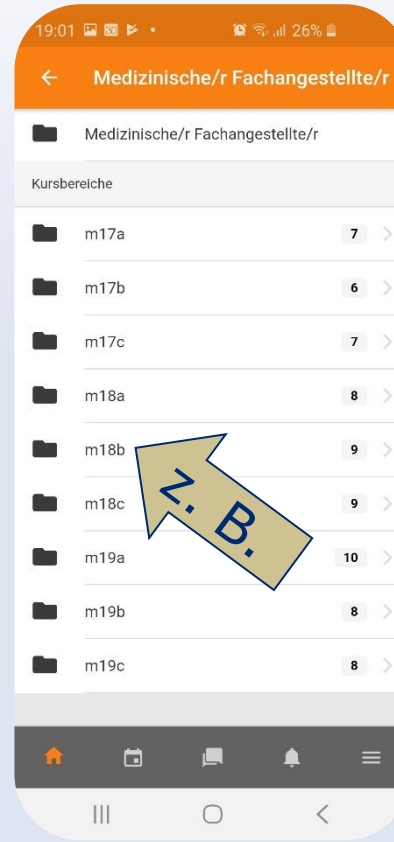 19:01 26%
Medizinische/r Fachangestellte/r
Medizinische/r Fachangestellte/r
Kursbereiche
m17a 7
m17b 6
m17c 7
m18a 8
m18b 9
z. B.
m18c 9
m19a 10
m19b 8
m19c 8